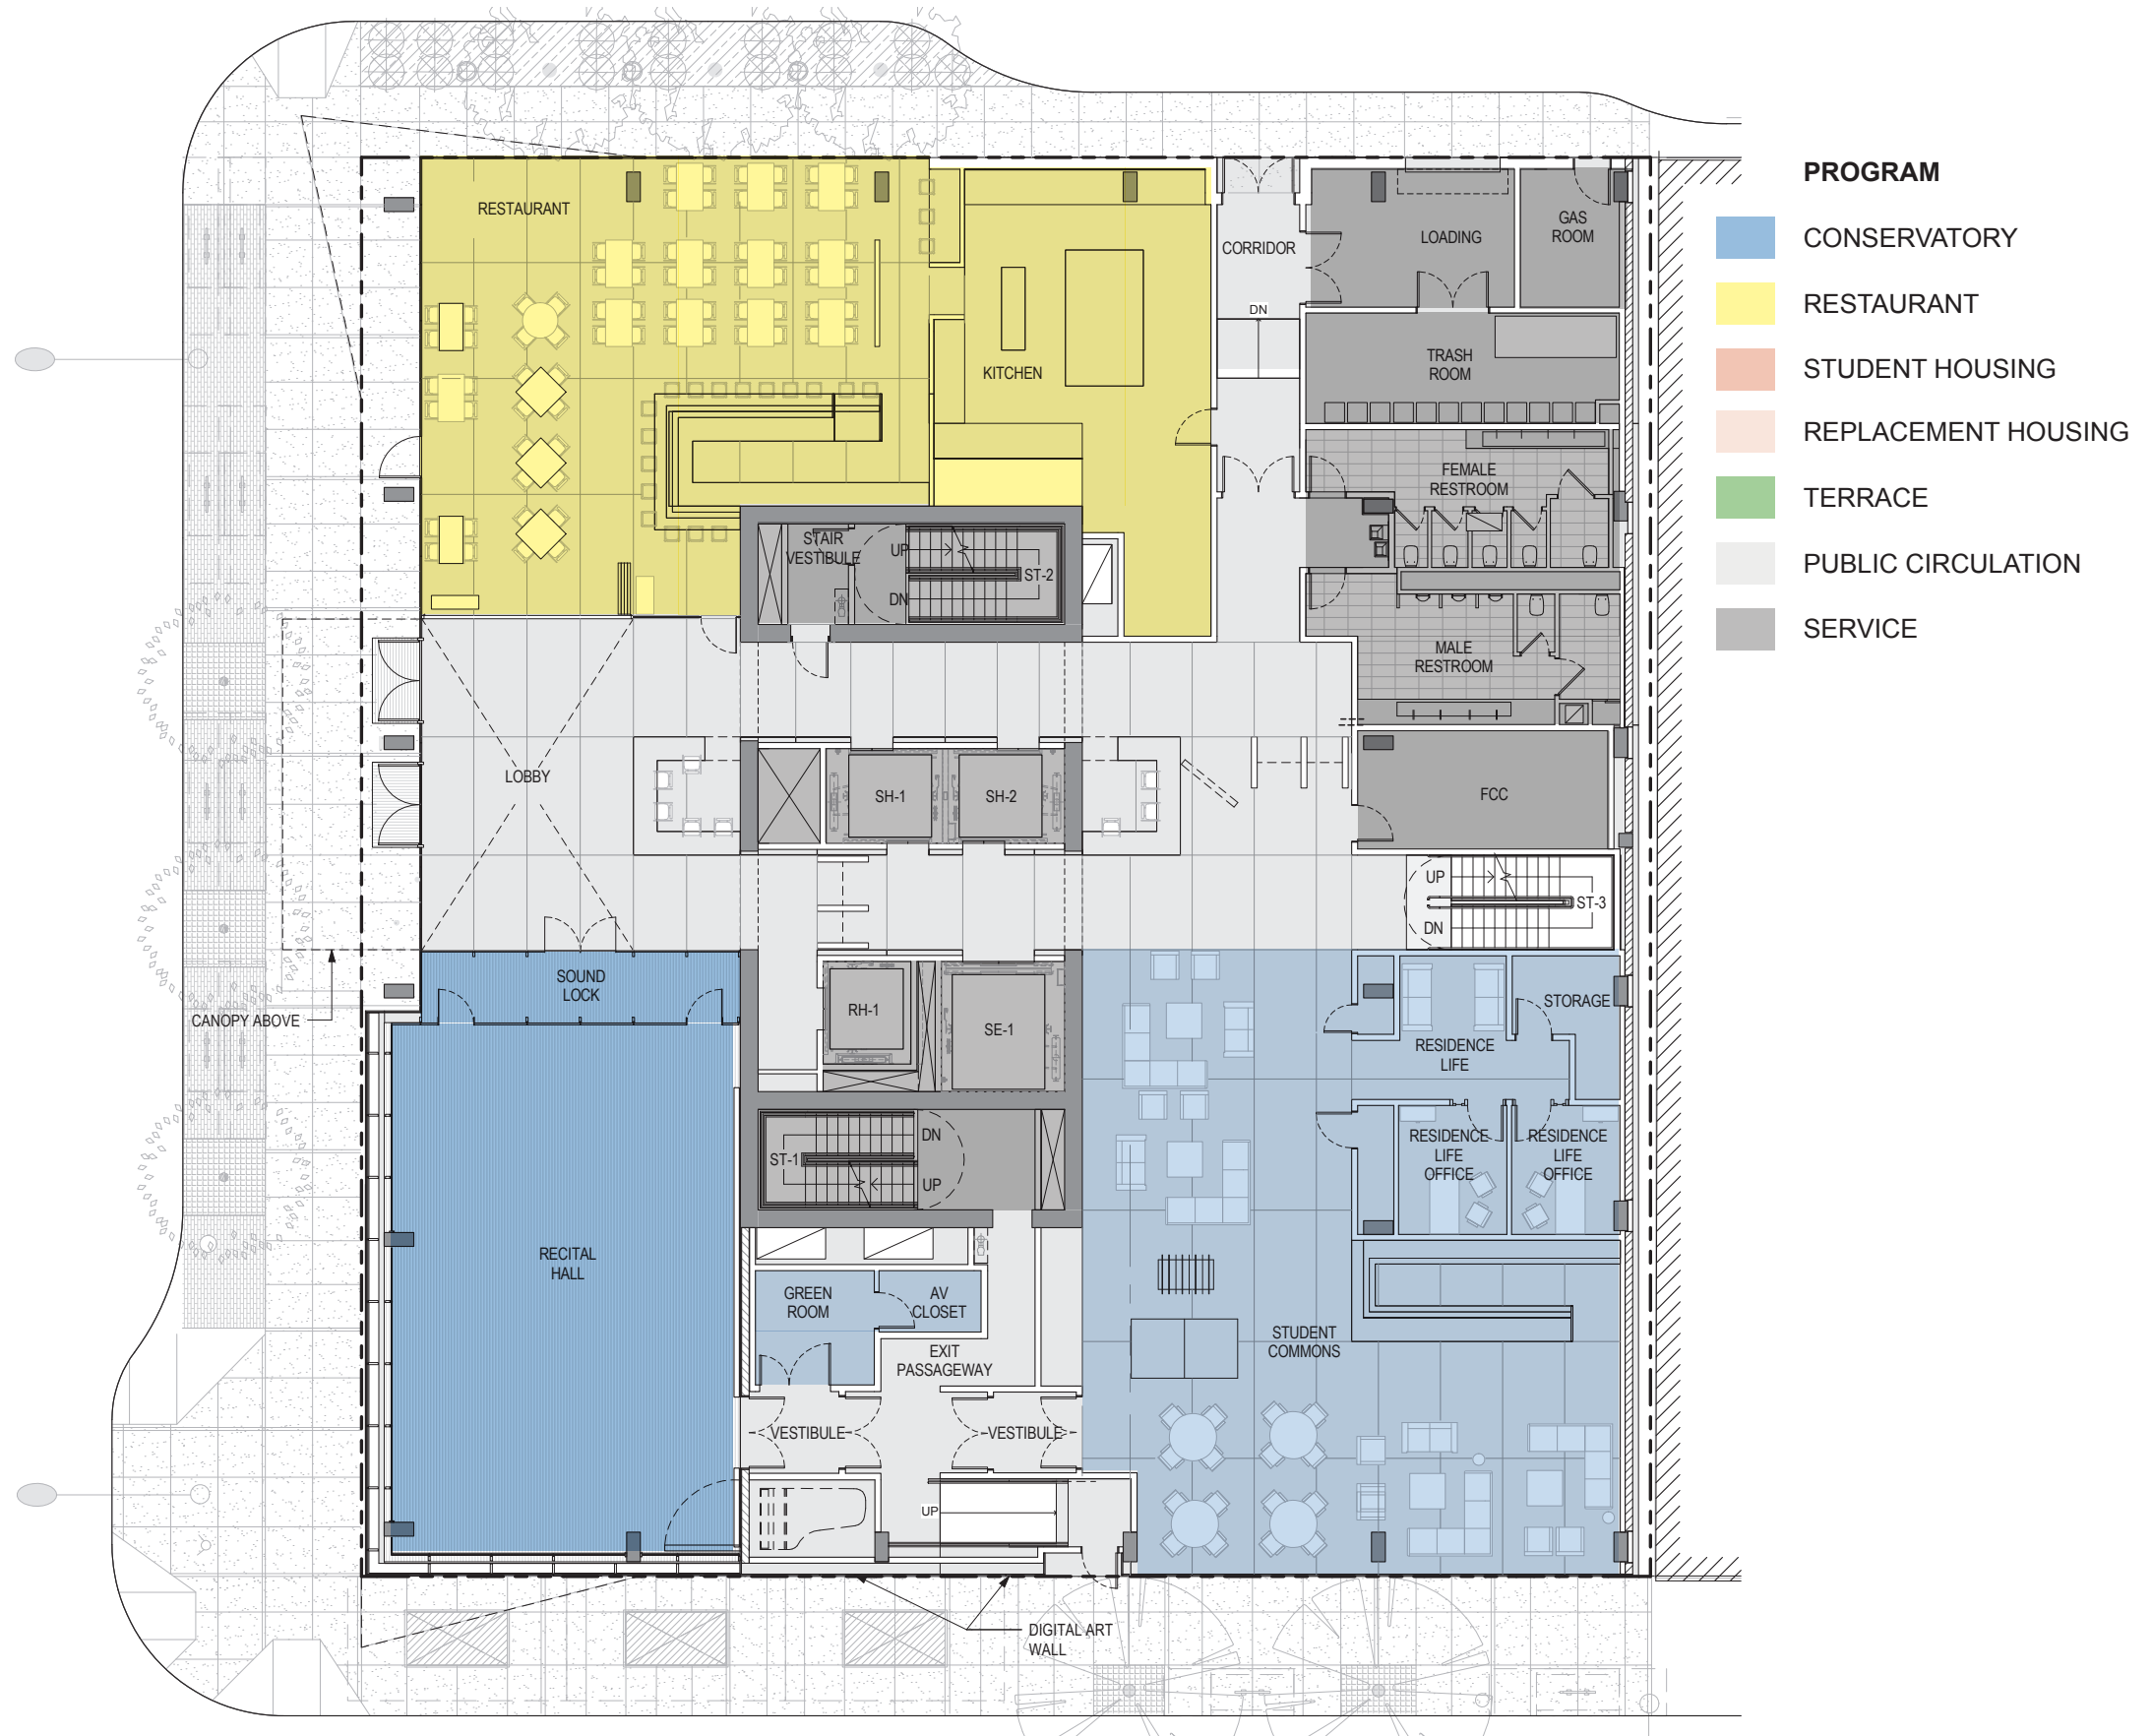 PROGRAM
CONSERVATORY
RESTAURANT
STUDENT HOUSING
REPLACEMENT HOUSING
TERRACE
PUBLIC CIRCULATION
SERVICE
RESTAURANT
KITCHEN
CORRIDOR
DN
LOADING
GAS
ROOM
TRASH
ROOM
FEMALE
RESTROOM
STAIR
VESTIBULE
UP
DN
ST-2
MALE
RESTROOM
LOBBY
SH-1
SH-2
FCC
UP
DN
ST-3
SOUND
LOCK
CANOPY ABOVE
RH-1
SE-1
STORAGE
RESIDENCE
LIFE
RESIDENCE
LIFE
OFFICE
RESIDENCE
LIFE
OFFICE
DN
ST-1
UP
RECITAL
HALL
GREEN
ROOM
AV
CLOSET
EXIT
PASSAGEWAY
STUDENT
COMMONS
VESTIBULE
VESTIBULE
UP
DIGITAL ART
WALL